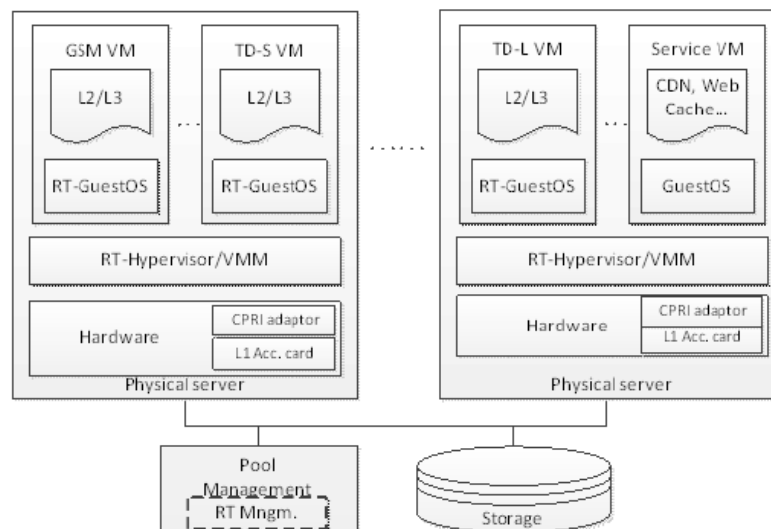 GSM VM
L2/L3
RT-GuestOS
TD-S VM
L2/L3
RT-GuestOS
RT-Hypervisor/VMM
Hardware
CPRI adaptor
L1 Acc. card
Physical server
TD-L VM
L2/L3
RT-GuestOS
Service VM
CDN, Web
Cache...
GuestOS
RT-Hypervisor/VMM
Hardware
CPRI adaptor
L1 Acc. card
Physical server
Pool
Management
RT Mngm.
Storage